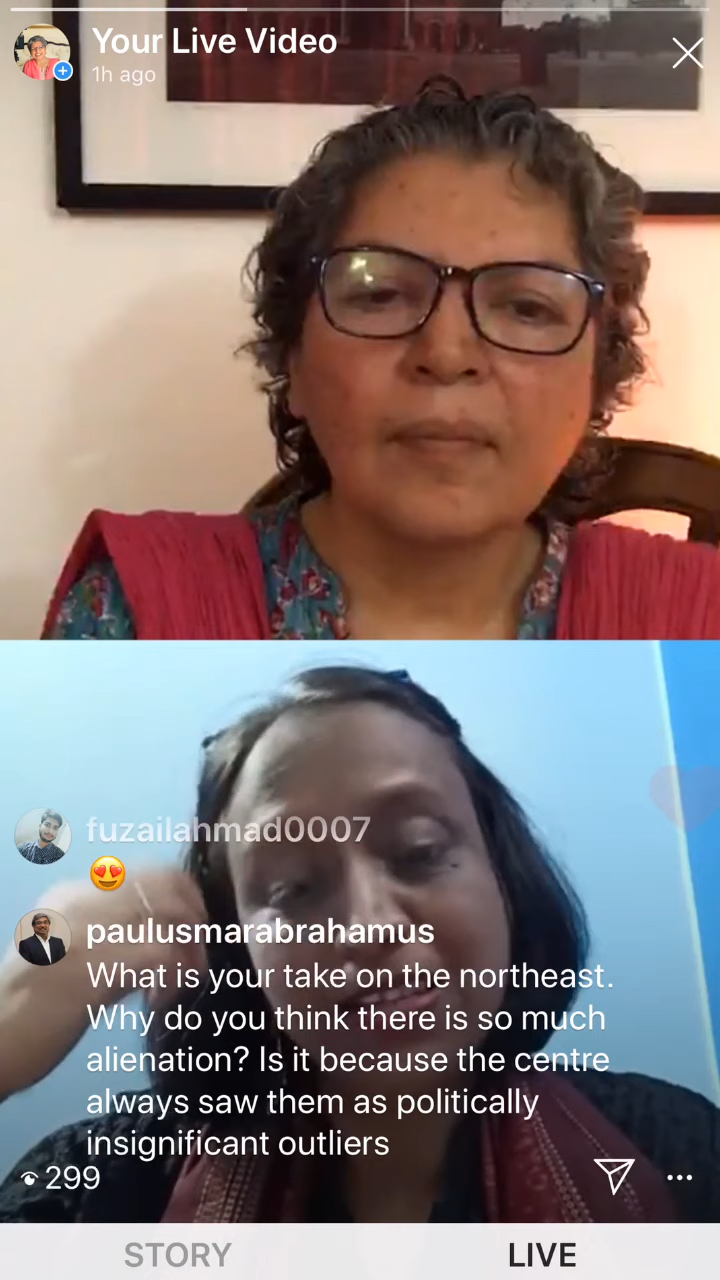 Your Live Video
1h ago
fuzailahmad0007
😍
paulusmarabrahamus
What is your take on the northeast.
Why do you think there is so much
alienation? Is it because the centre
always saw them as politically
insignificant outliers
299
STORY
LIVE